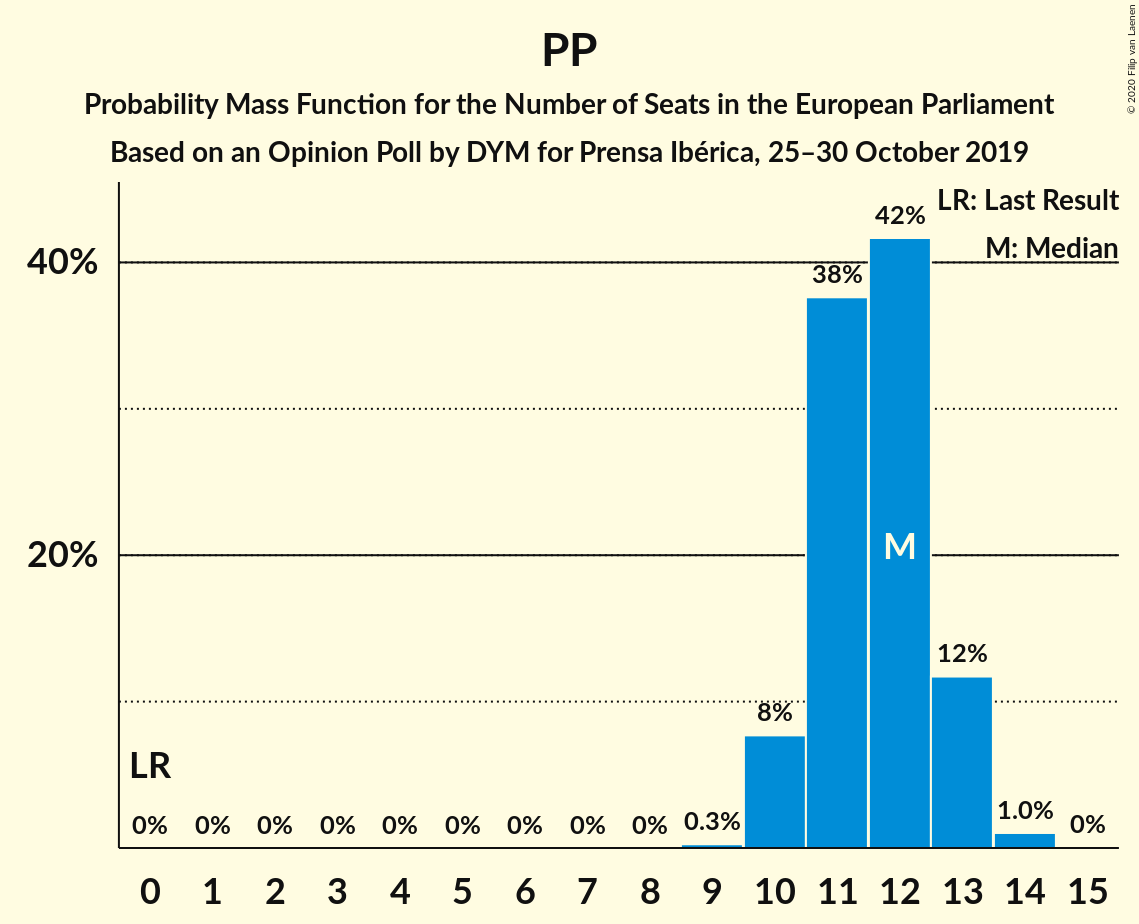 PP
Probability Mass Function for the Number of Seats in the European Parliament
Based on an Opinion Poll by DYM for Prensa Ibérica, 25–30 October 2019
© 2020 Filip van Laenen
LR: Last Result
M: Median
40%
20%
LR
M
0% 0% 0% 0% 0% 0% 0% 0% 0% 0.3% 8% 38% 42% 12% 1.0% 0%
0 1 2 3 4 5 6 7 8 9 10 11 12 13 14 15